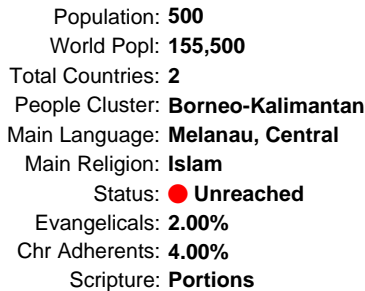 Population: 500
World Popl: 155,500
Total Countries: 2
People Cluster: Borneo-Kalimantan
Main Language: Melanau, Central
Main Religion: Islam
Status: Unreached
Evangelicals: 2.00%
Chr Adherents: 4.00%
Scripture: Portions